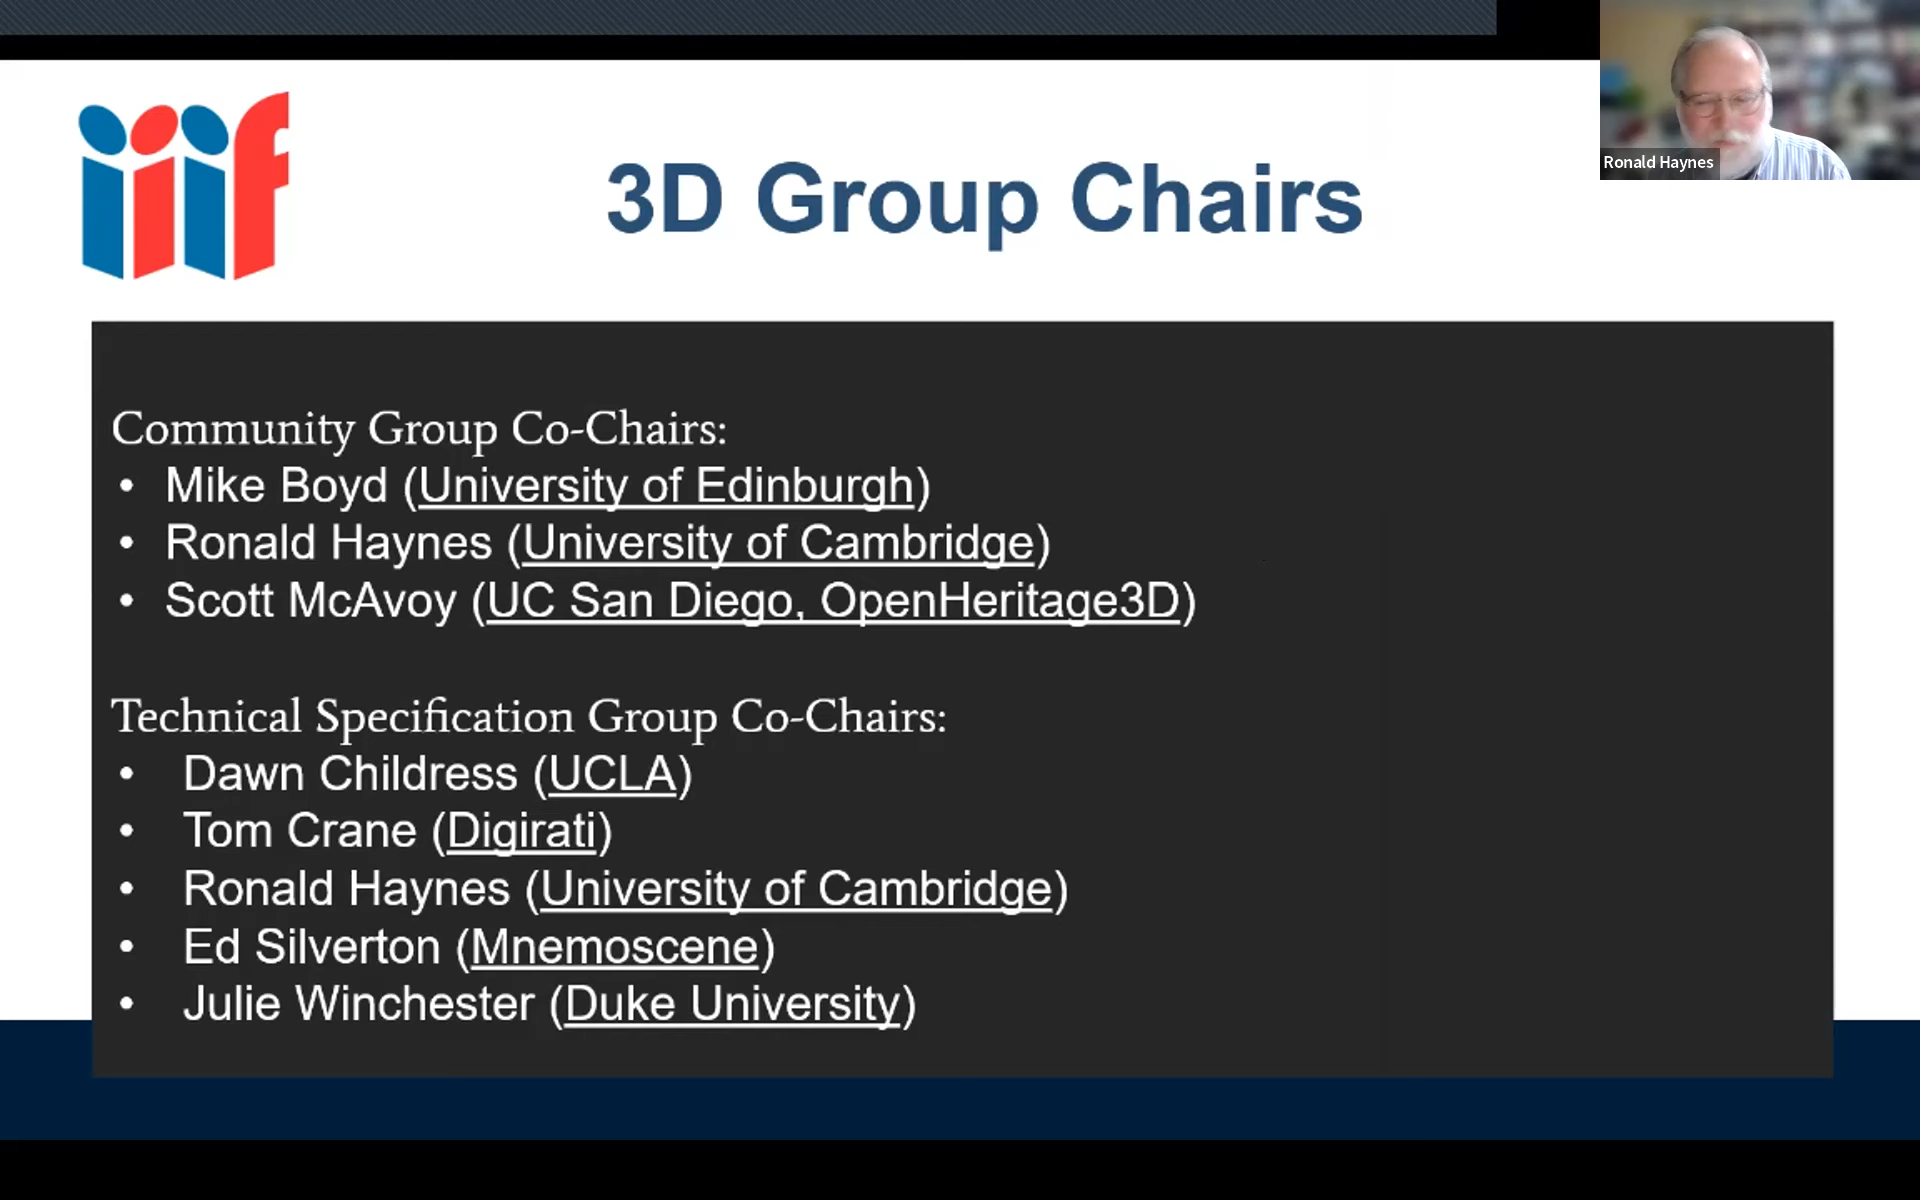 iiif
3D Group Chairs
Ronald Haynes
Community Group Co-Chairs:
• Mike Boyd (University of Edinburgh)
• Ronald Haynes (University of Cambridge)
• Scott McAvoy (UC San Diego, OpenHeritage3D)
Technical Specification Group Co-Chairs:
• Dawn Childress (UCLA)
• Tom Crane (Digirati)
• Ronald Haynes (University of Cambridge)
• Ed Silverton (Mnemoscene)
• Julie Winchester (Duke University)